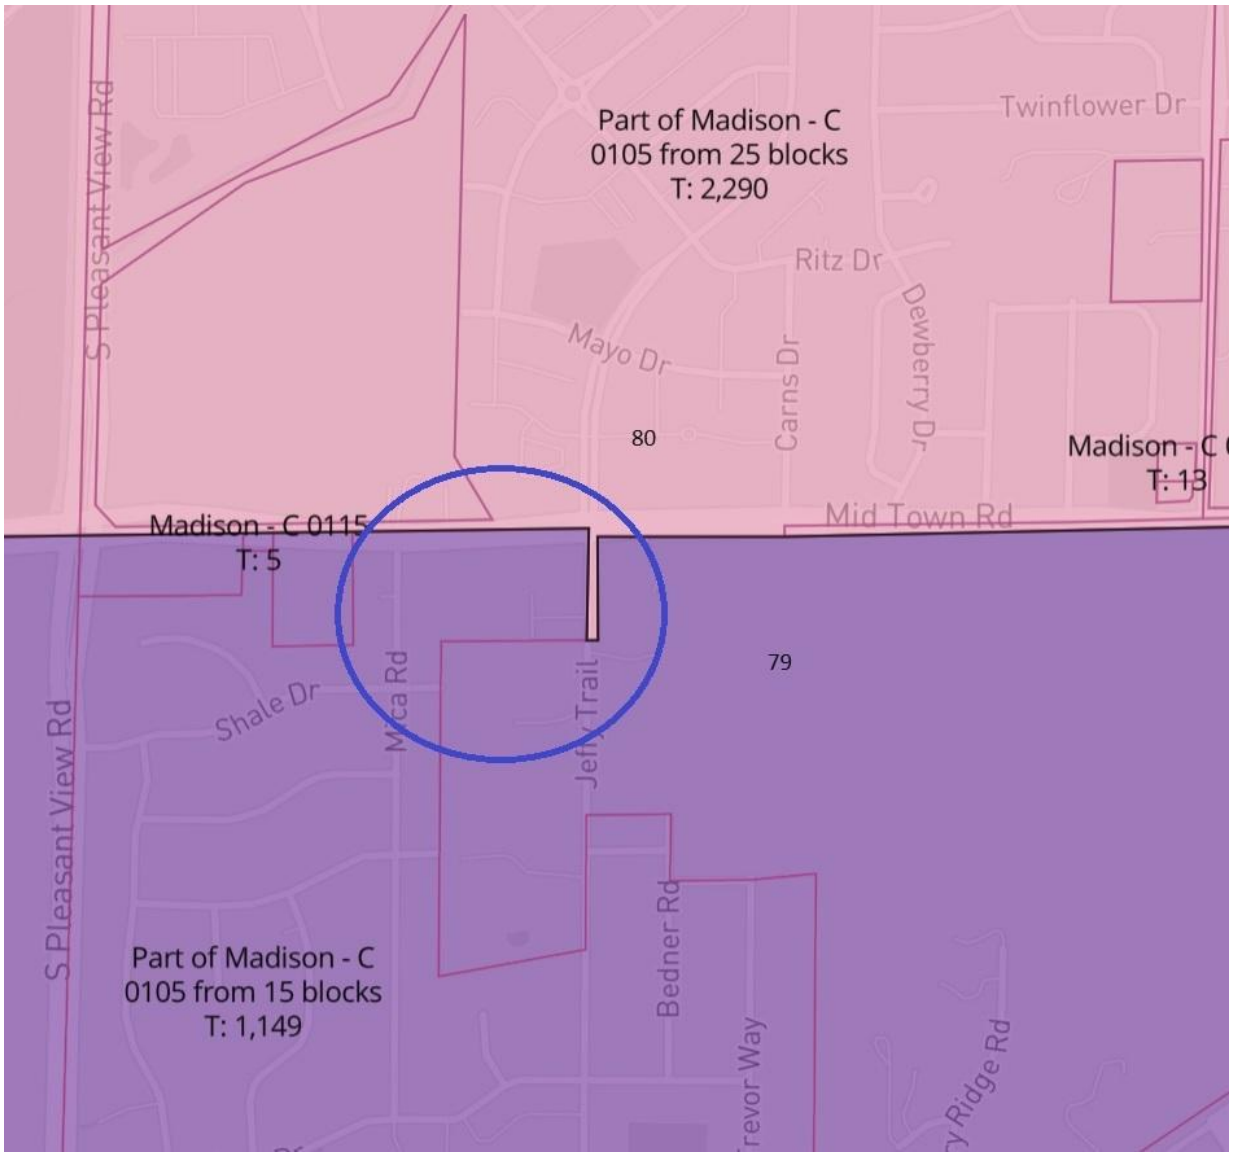 S Pleasant View Rd
Part of Madison - C
0105 from 25 blocks
T: 2,290
Twinflower Dr
Ritz Dr
Dewberry Dr
Mayo Dr
Carns Dr
80
Madison - C
T: 13
Mid Town Rd
Madison - C 0115
T: 5
79
Shale Dr
Mica Rd
Jeffy Trail
S Pleasant View Rd
Part of Madison - C
0105 from 15 blocks
T: 1,149
Bedner Rd
Trevor Way
ry Ridge Rd
Dr